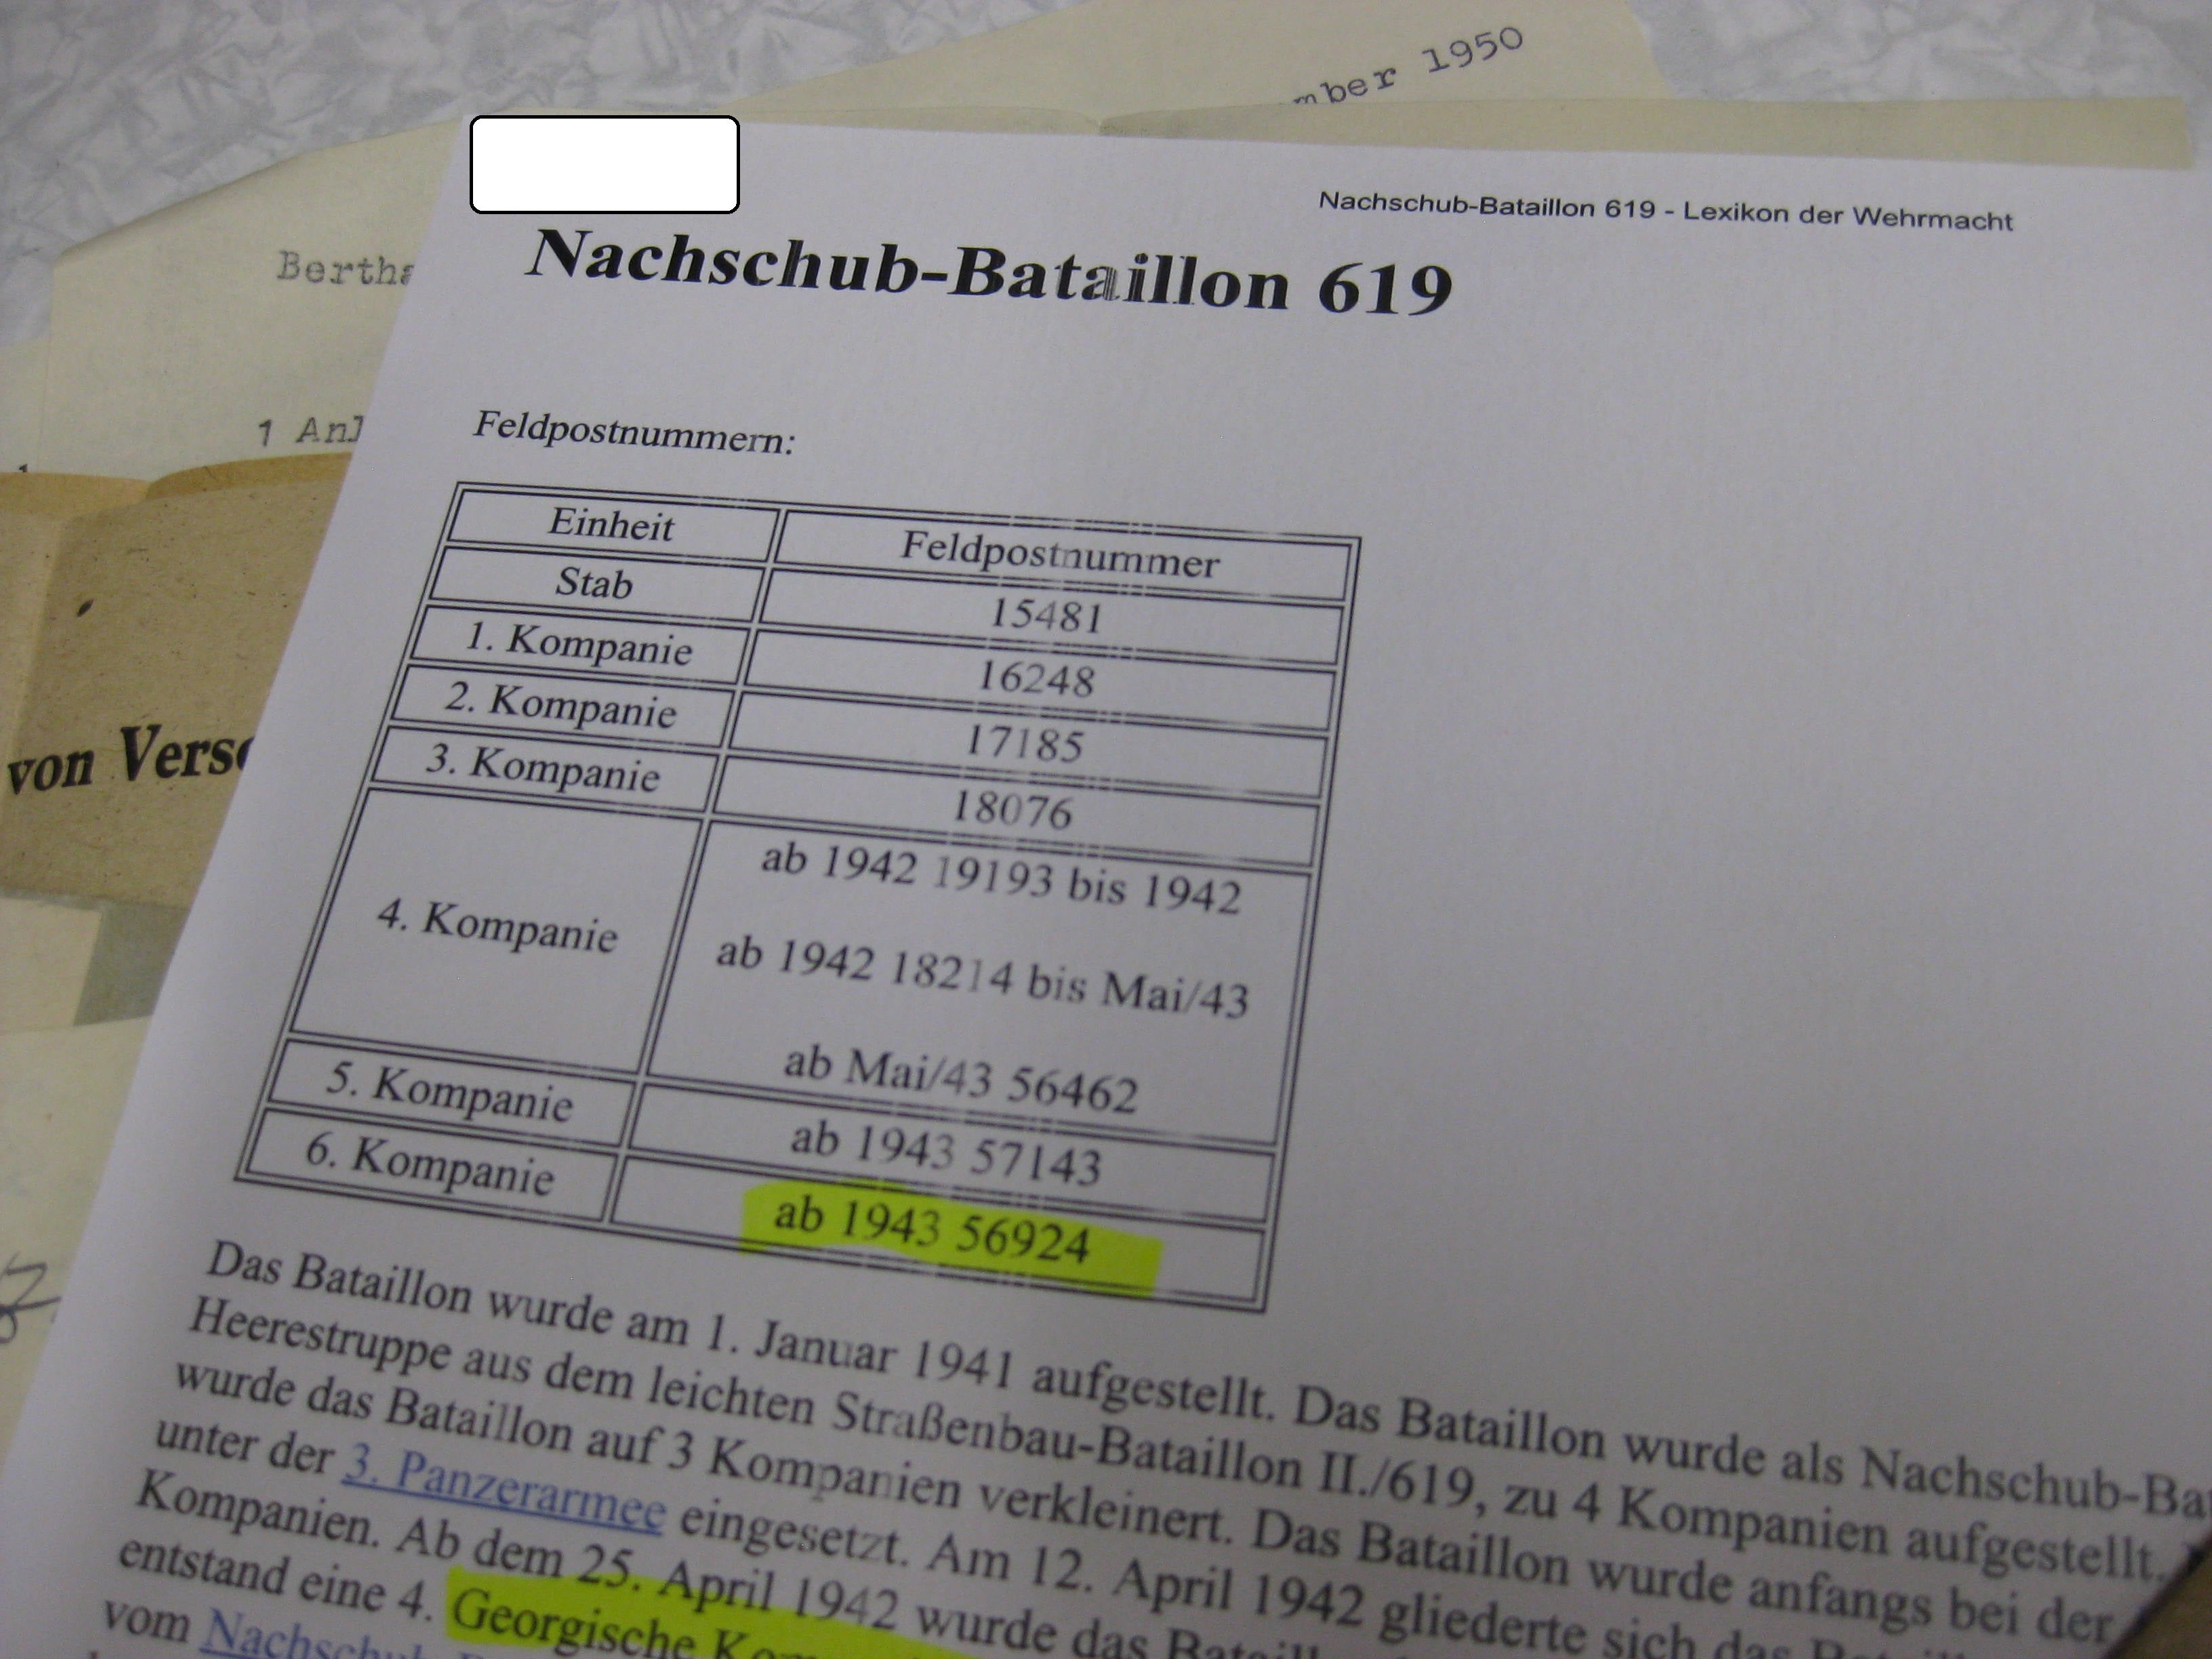 mber 1950
Nachschub-Bataillon 619 - Lexikon der Wehrmacht
Nachschub-Bataillon 619
Bertha
1 Anl
Feldpostnummern:
Einheit Feldpostnummer
Stab 15481
1. Kompanie 16248
2. Kompanie 17185
3. Kompanie 18076
4. Kompanie
ab 1942 19193 bis 1942
ab 1942 18214 bis Mai/43
ab Mai/43 56462
5. Kompanie ab 1943 57143
6. Kompanie ab 1943 56924
von Vers
Das Bataillon wurde am 1. Januar 1941 aufgestellt. Das Bataillon wurde als Nachschub-Ba
Heerestruppe aus dem leichten Straßenbau-Bataillon II./619, zu 4 Kompanien aufgestellt.
wurde das Bataillon auf 3 Kompanien verkleinert. Das Bataillon wurde anfangs bei der
unter der 3. Panzerarmee eingesetzt. Am 12. April 1942 gliederte sich das
Kompanien. Ab dem 25. April 1942 wurde das
entstand eine 4. Georgische
vom